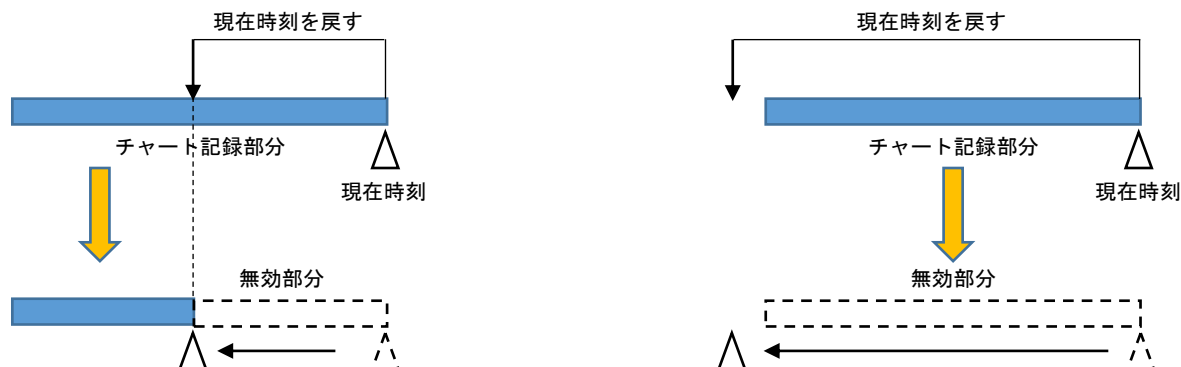 現在時刻を戻す
チャート記録部分
現在時刻
無効部分
現在時刻を戻す
チャート記録部分
現在時刻
無効部分